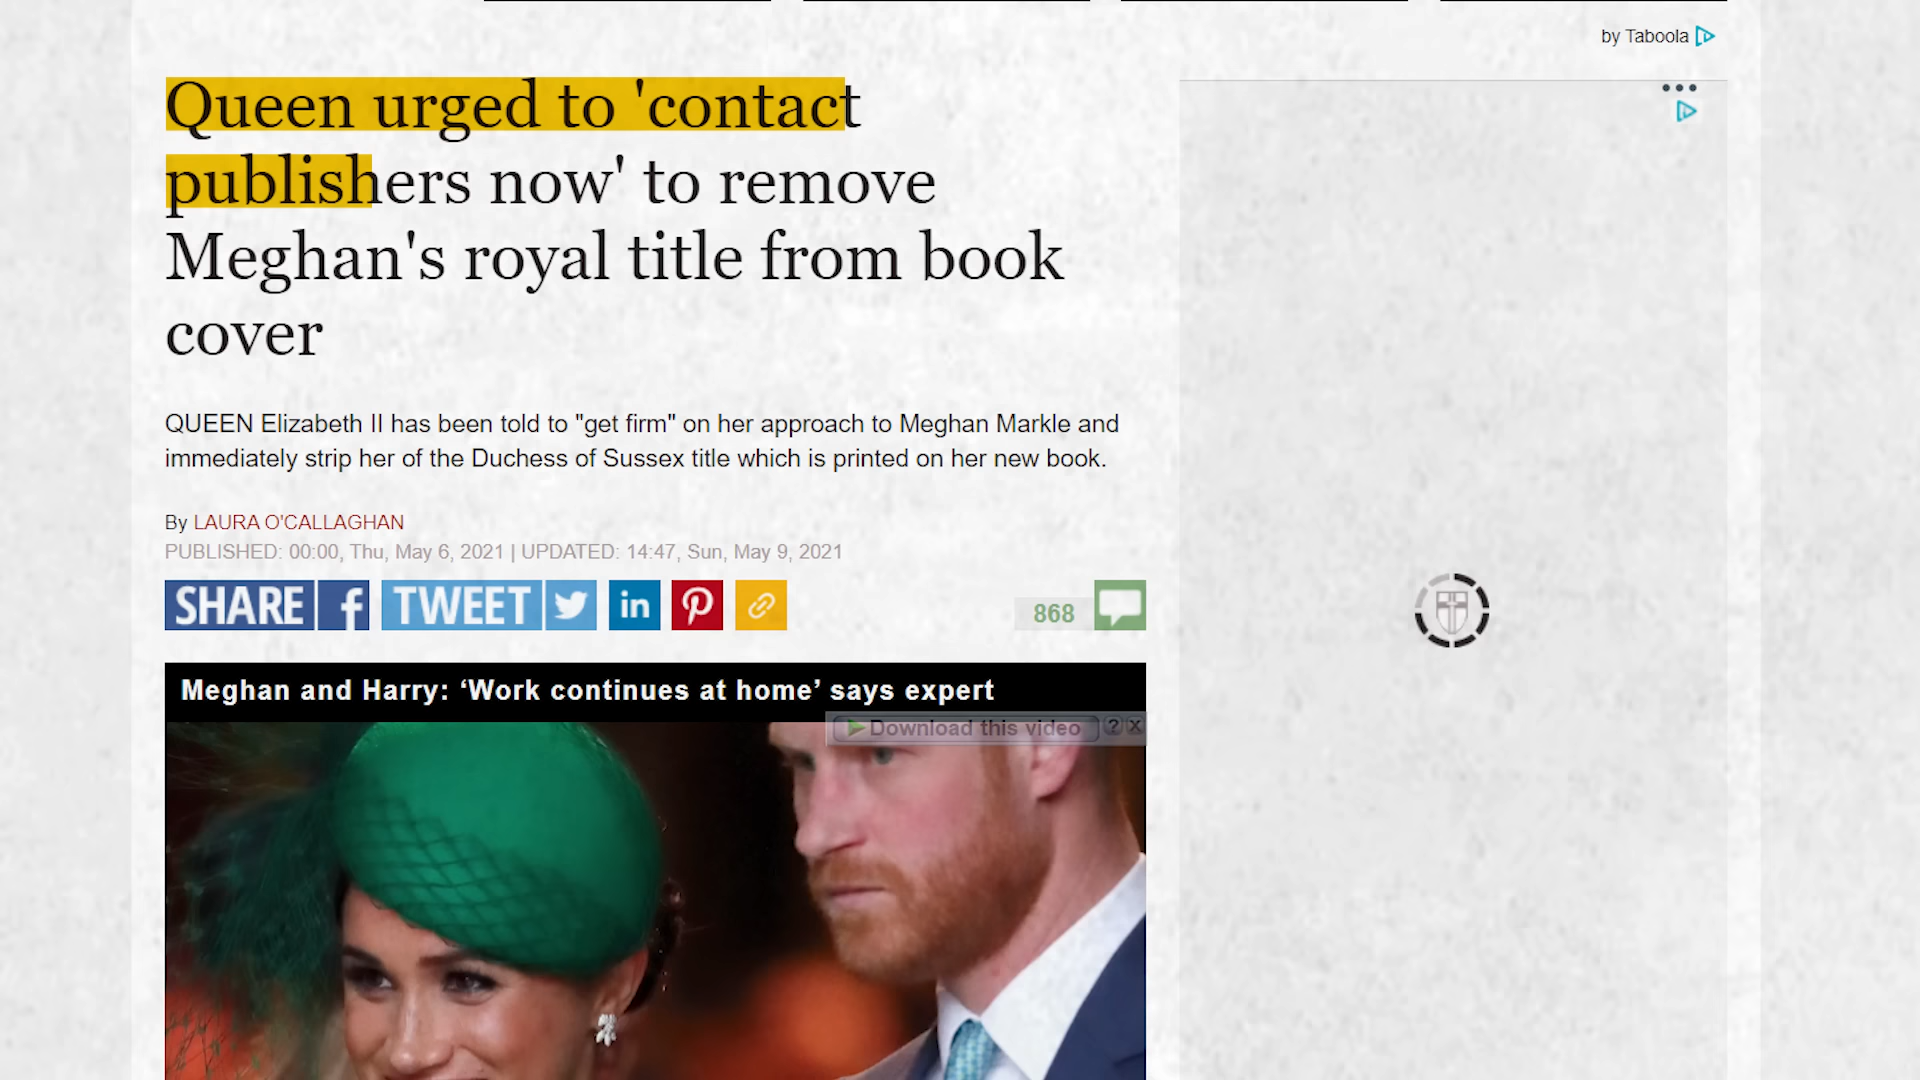 by Taboola
Queen urged to 'contact
publishers now' to remove
Meghan's royal title from book
cover
QUEEN Elizabeth II has been told to "get firm" on her approach to Meghan Markle and
immediately strip her of the Duchess of Sussex title which is printed on her new book.
By LAURA O'CALLAGHAN
PUBLISHED: 00:00, Thu, May 6, 2021 | UPDATED: 14:47, Sun, May 9, 2021
SHARE f TWEET in 868
Meghan and Harry: ‘Work continues at home’ says expert
Download this video ? X